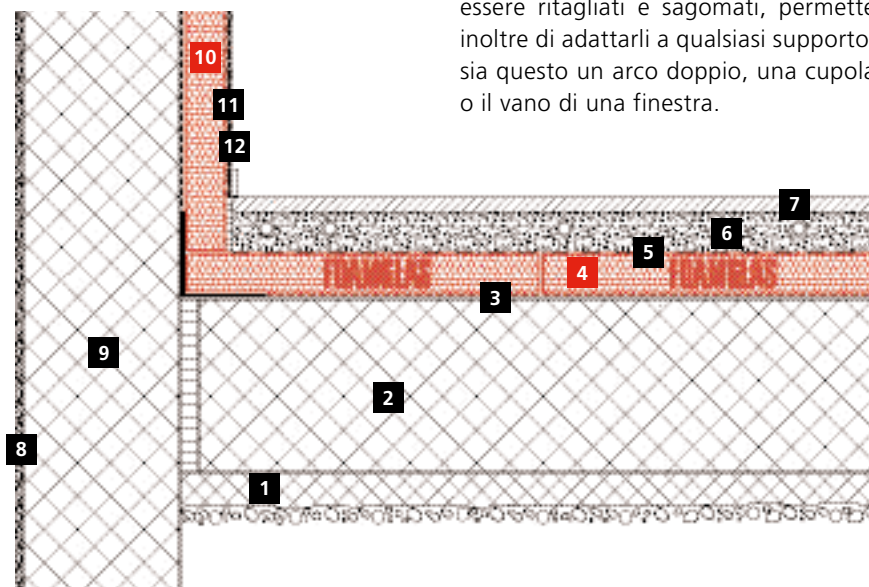 essere ritagliati e sagomati, permette
inoltre di adattarli a qualsiasi supporto
sia questo un arco doppio, una cupola
o il vano di una finestra.
10
11
12
7
6
5
FOAMGLAS
4
FOAMGLAS
3
9
2
8
1